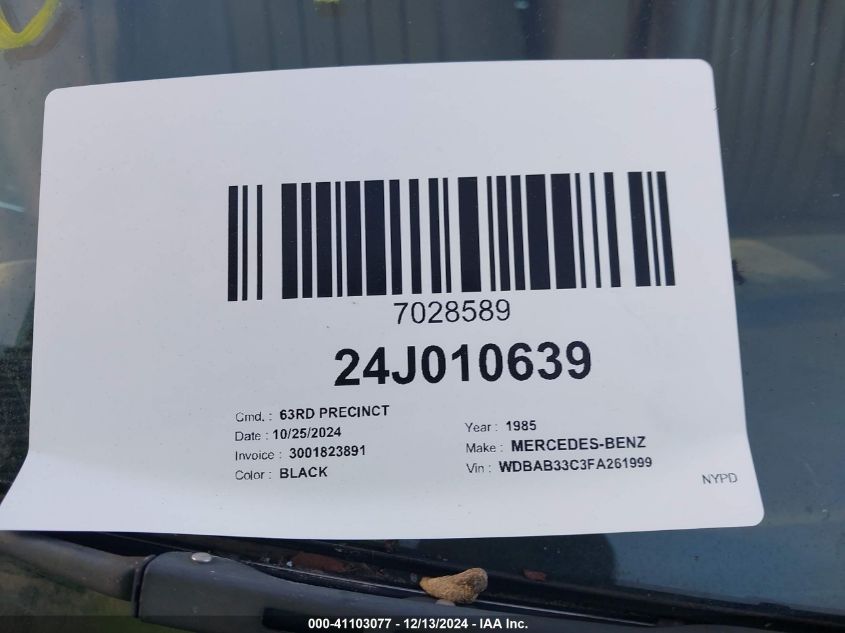 7028589
24J010639
Cmd. : 63RD PRECINCT
Date : 10/25/2024
Invoice : 3001823891
Color : BLACK
Year : 1985
Make : MERCEDES-BENZ
Vin : WDBAB33C3FA261999
NYPD
000-41103077 - 12/13/2024 - IAA, Inc.